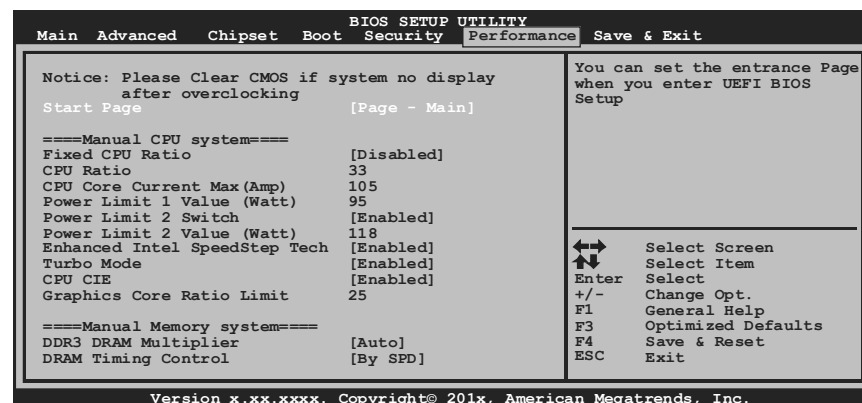 BIOS SETUP UTILITY
Main Advanced Chipset Boot Security Performance Save & Exit
Notice: Please Clear CMOS if system no display
after overclocking
Start Page [Page - Main]
====Manual CPU system====
Fixed CPU Ratio [Disabled]
CPU Ratio 33
CPU Core Current Max(Amp) 105
Power Limit 1 Value (Watt) 95
Power Limit 2 Switch [Enabled]
Power Limit 2 Value (Watt) 118
Enhanced Intel SpeedStep Tech [Enabled]
Turbo Mode [Enabled]
CPU CIE [Enabled]
Graphics Core Ratio Limit 25
====Manual Memory system====
DDR3 DRAM Multiplier [Auto]
DRAM Timing Control [By SPD]
You can set the entrance Page
when you enter UEFI BIOS
Setup
Select Screen
Select Item
Enter Select
+/- Change Opt.
F1 General Help
F3 Optimized Defaults
F4 Save & Reset
ESC Exit
Version x.xx.xxxx. Copyright© 201x, American Megatrends, Inc.